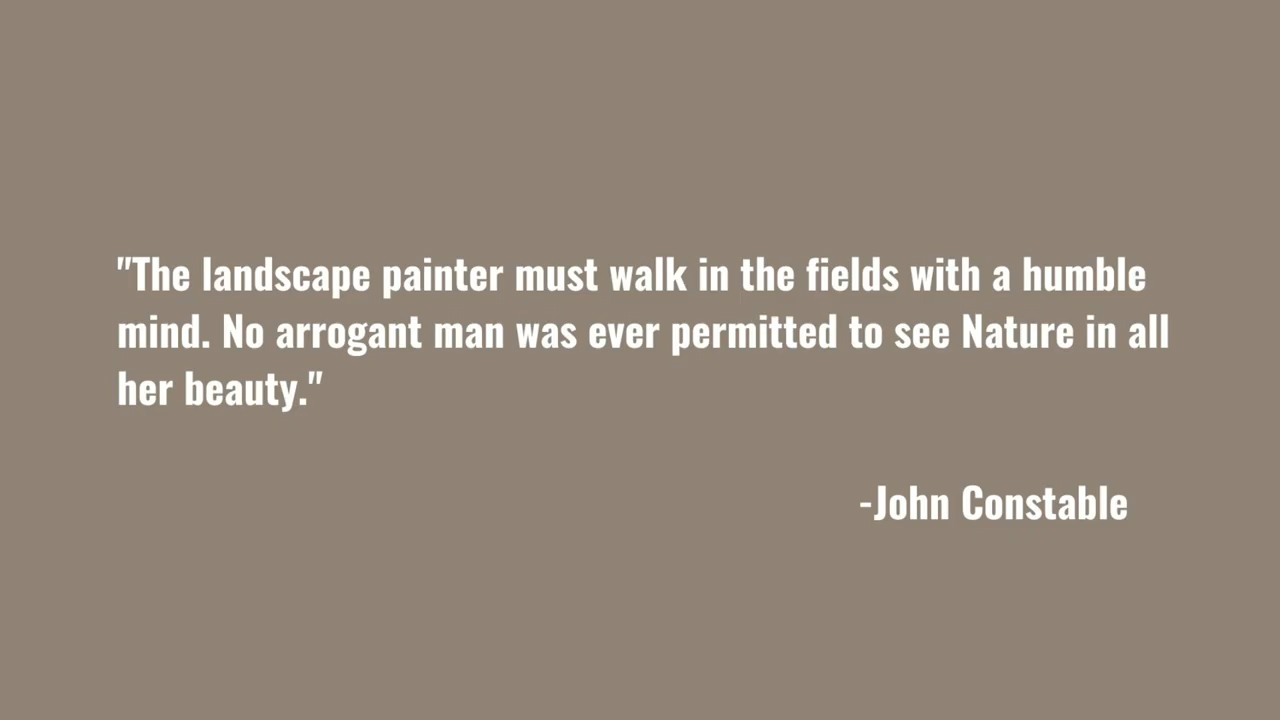 "The landscape painter must walk in the fields with a humble
mind. No arrogant man was ever permitted to see Nature in all
her beauty."
-John Constable